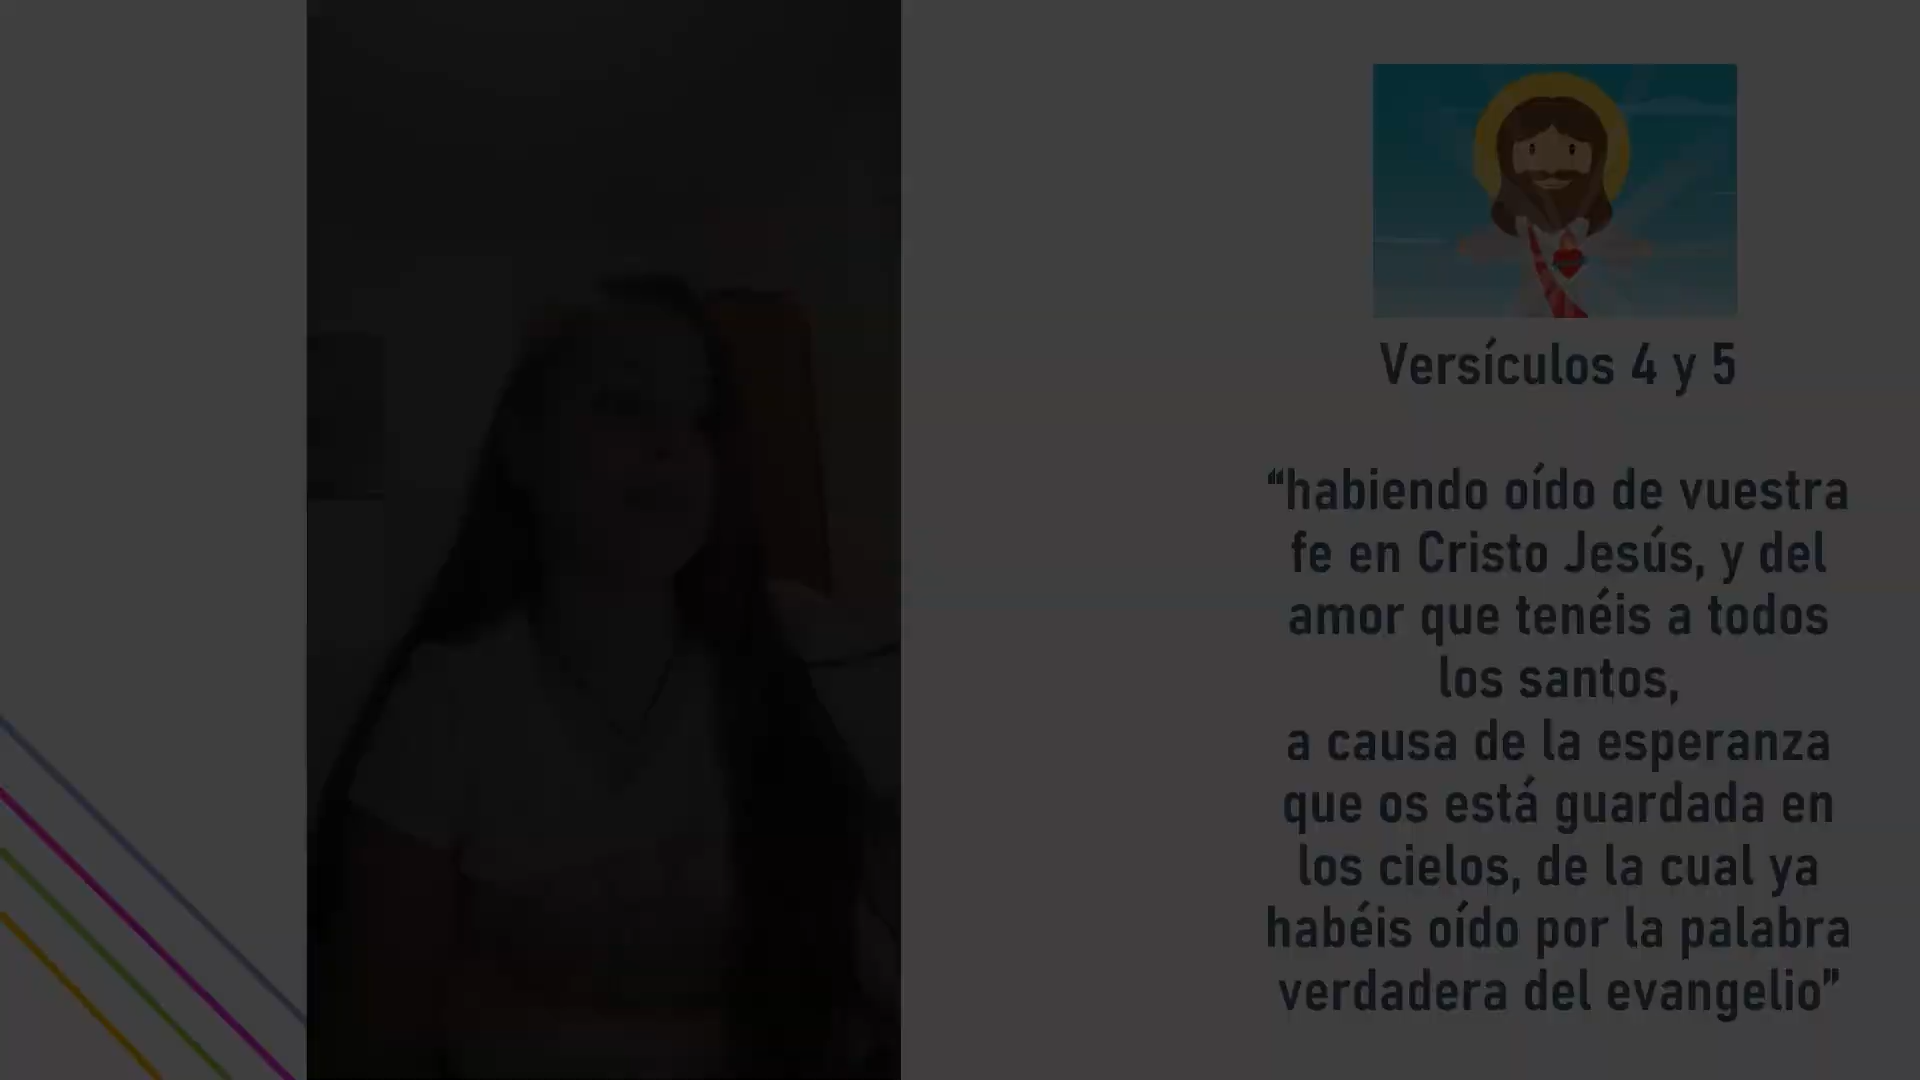 Versículos 4 y 5
“habiendo oído de vuestra
fe en Cristo Jesús, y del
amor que tenéis a todos
los santos,
a causa de la esperanza
que os está guardada en
los cielos, de la cual ya
habéis oído por la palabra
verdadera del evangelio”